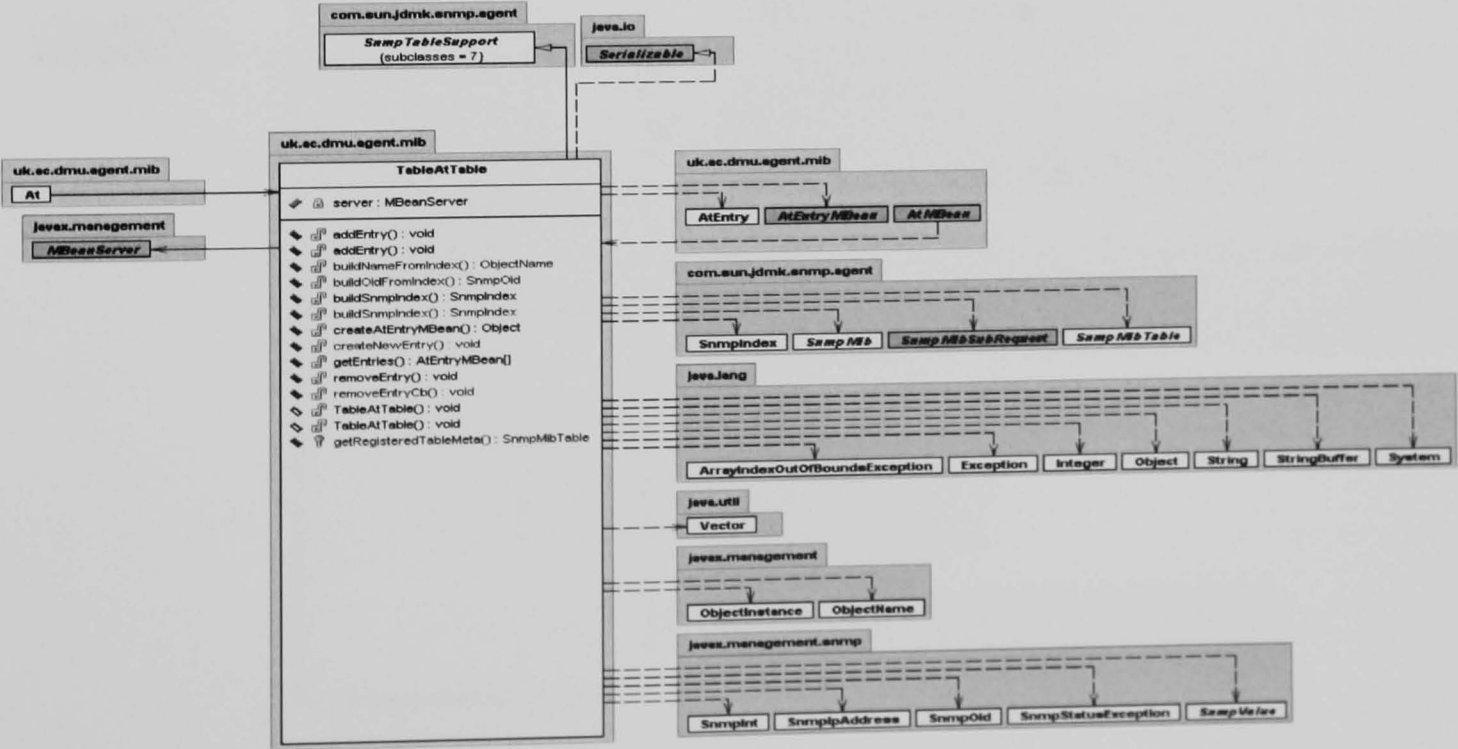 com.sun.jdmk.snmp.agent
SnmpTableSupport
{subclasses = 7}
java.io
Serializable
uk.ac.dmu.agent.mib
At
javax.management
MBeanServer
uk.ac.dmu.agent.mib
TableAtTable
server : MBeanServer
addEntry() : void
addEntry() : void
buildNameFromIndex() : ObjectName
buildOidFromIndex() : SnmpOid
buildSnmpIndex() : SnmpIndex
buildSnmpIndex() : SnmpIndex
createAtEntryMBean() : Object
createNewEntry() : void
getEntries() : AtEntryMBean[]
removeEntry() : void
removeEntryCb() : void
TableAtTable() : void
TableAtTable() : void
getRegisteredTableMeta() : SnmpMibTable
uk.ac.dmu.agent.mib
AtEntry AtEntryMBean AtMBean
com.sun.jdmk.snmp.agent
SnmpIndex SnmpMib SnmpMibSubRequest SnmpMibTable
java.lang
ArrayIndexOutOfBoundsException Exception Integer Object String StringBuffer System
java.util
Vector
javax.management
ObjectInstance ObjectName
javax.management.snmp
SnmpInt SnmpIpAddress SnmpOid SnmpStatusException SnmpValue